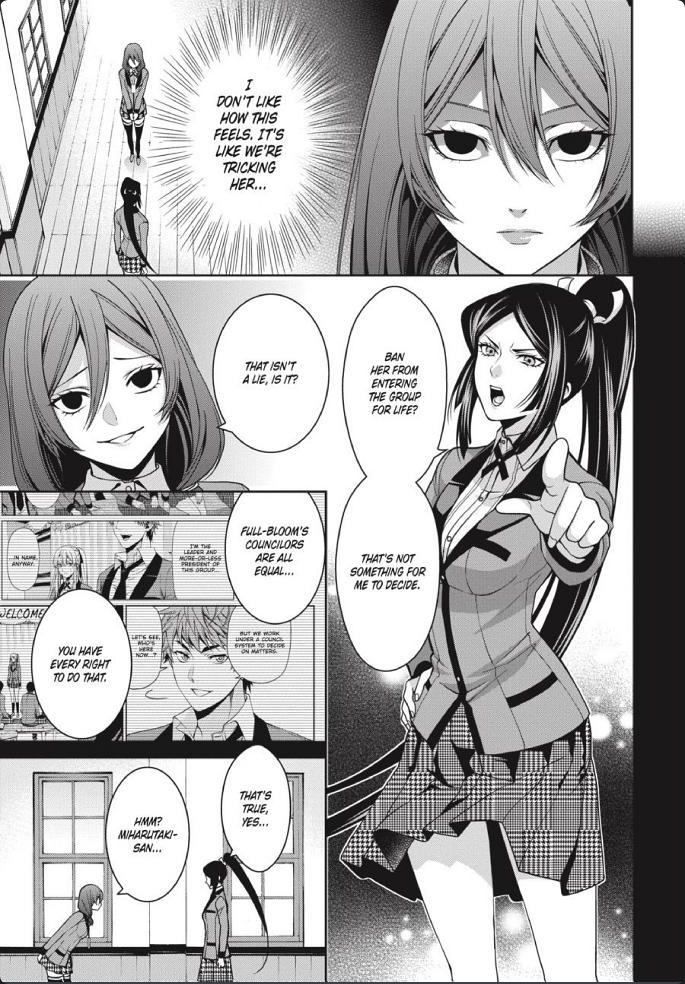 I
DON'T LIKE
HOW THIS
FEELS. IT'S
LIKE WE'RE
TRICKING
HER...
BAN
HER FROM
ENTERING
THE GROUP
FOR LIFE?
THAT'S NOT
SOMETHING FOR
ME TO DECIDE.
THAT ISN'T
A LIE, IS IT?
FULL-BLOOM'S
COUNCILORS
ARE ALL
EQUAL...
I'M THE
LEADER AND
MORE-OR-LESS
PRESIDENT OF
THIS GROUP...
...IN NAME,
ANYWAY.
WELCOME
BUT WE WORK
UNDER A COUNCIL
SYSTEM TO DECIDE
ON MATTERS.
LET'S SEE,
WHO'S
HERE
NOW...?
YOU HAVE
EVERY RIGHT
TO DO THAT.
THAT'S
TRUE,
YES...
HMM?
MIHARUTAKI-
SAN...